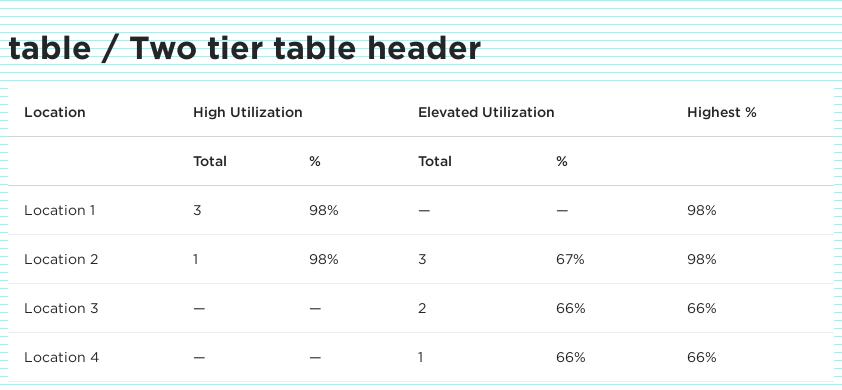 table / Two tier table header
Location High Utilization Elevated Utilization Highest %
Total % Total %
Location 1 3 98% — — 98%
Location 2 1 98% 3 67% 98%
Location 3 — — 2 66% 66%
Location 4 — — 1 66% 66%